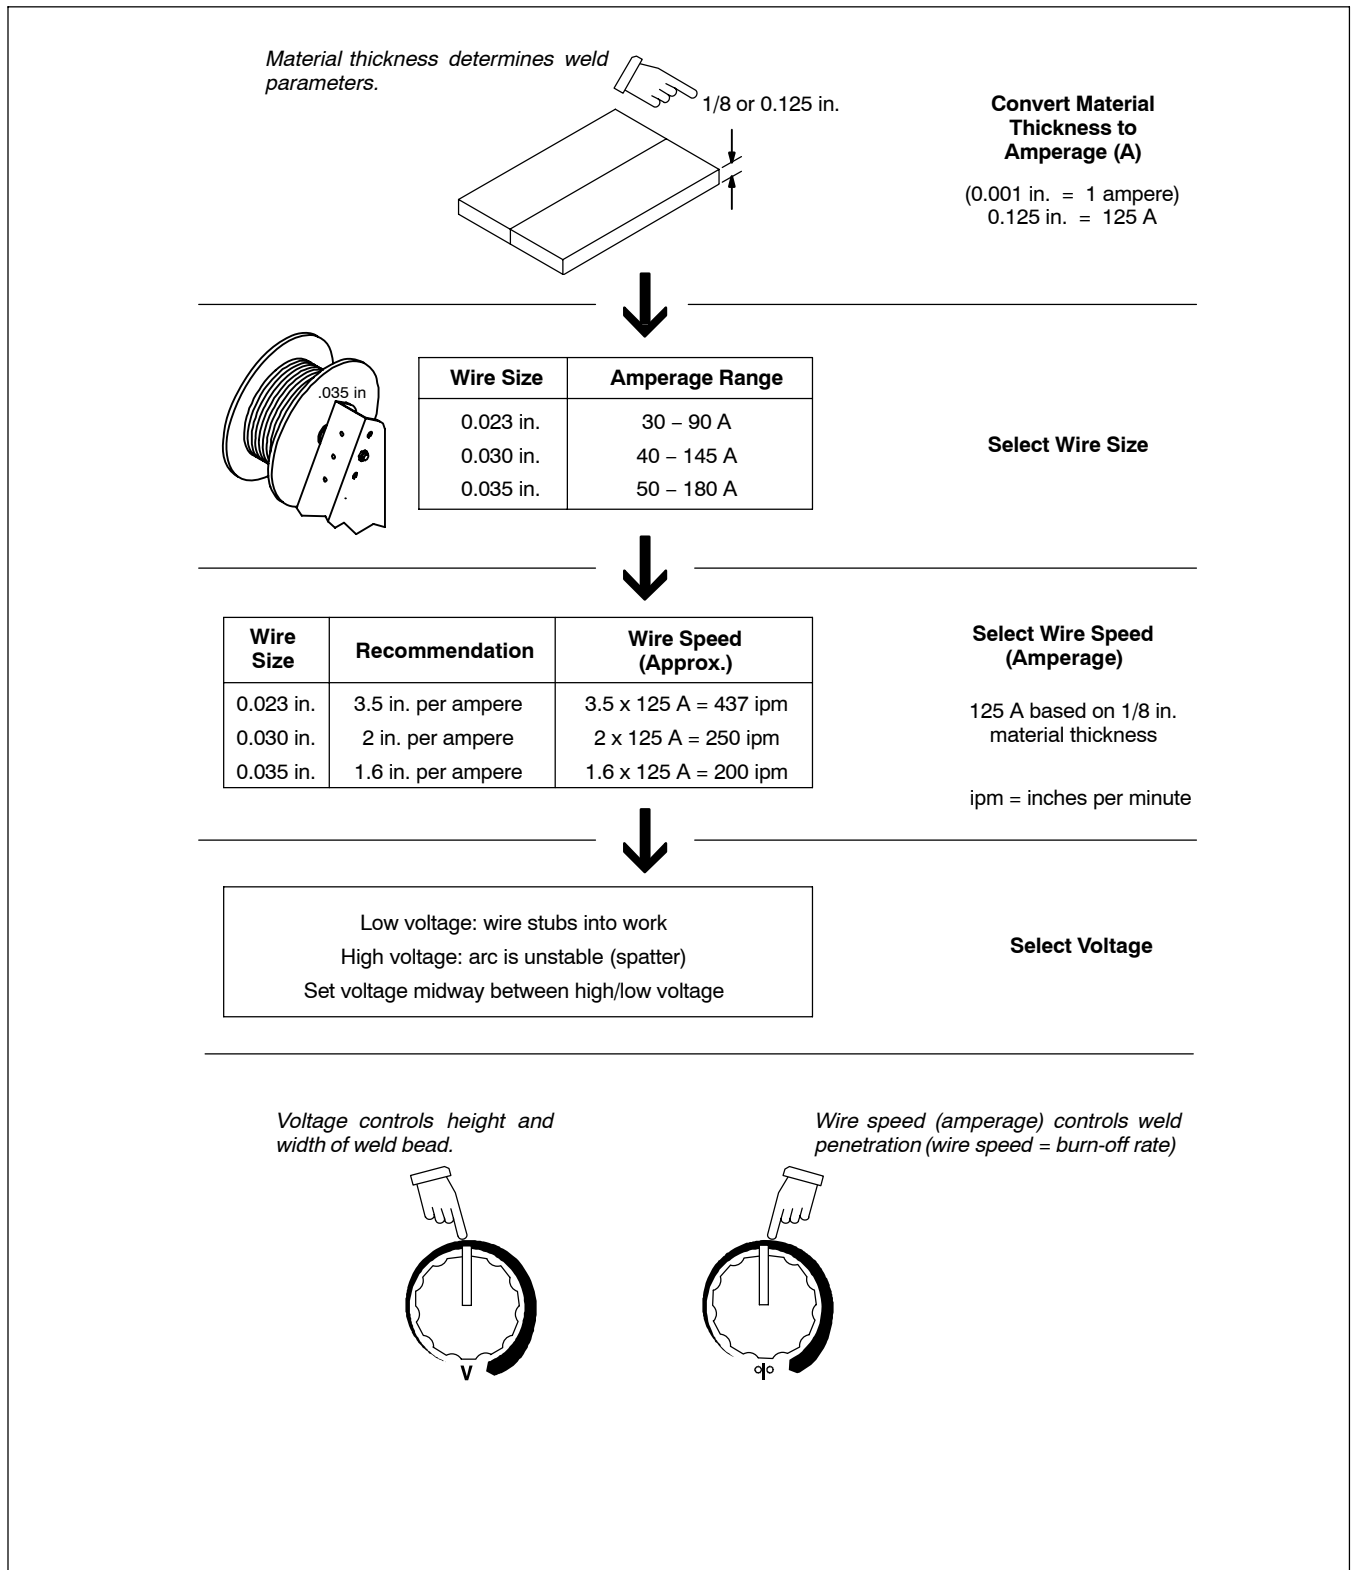 Material thickness determines weld
parameters.
1/8 or 0.125 in.
Convert Material
Thickness to
Amperage (A)
(0.001 in. = 1 ampere)
0.125 in. = 125 A
.035 in
Wire Size Amperage Range
0.023 in. 30 – 90 A
0.030 in. 40 – 145 A
0.035 in. 50 – 180 A
Select Wire Size
Wire
Size
Recommendation
Wire Speed
(Approx.)
0.023 in. 3.5 in. per ampere 3.5 x 125 A = 437 ipm
0.030 in. 2 in. per ampere 2 x 125 A = 250 ipm
0.035 in. 1.6 in. per ampere 1.6 x 125 A = 200 ipm
Select Wire Speed
(Amperage)
125 A based on 1/8 in.
material thickness
ipm = inches per minute
Low voltage: wire stubs into work
High voltage: arc is unstable (spatter)
Set voltage midway between high/low voltage
Select Voltage
Voltage controls height and
width of weld bead.
Wire speed (amperage) controls weld
penetration (wire speed = burn-off rate)
V